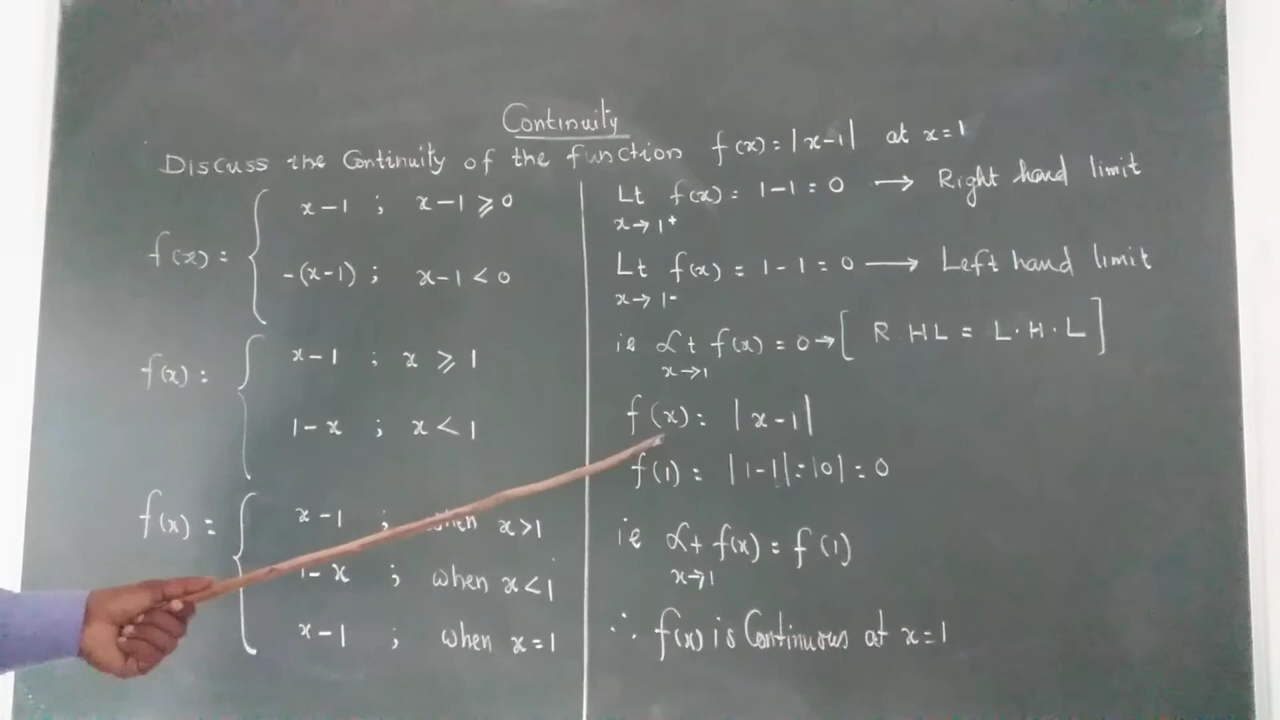 Continuity
Discuss the Continuity of the function f(x) = |x-1| at x=1
f(x) = { x-1 ; x-1 ⩾ 0
-(x-1) ; x-1 < 0
f(x) = { x-1 ; x ⩾ 1
1-x ; x < 1
f(x) = { x-1 ; when x>1
1-x ; when x<1
x-1 ; when x=1
Lt f(x) = 1-1 = 0 → Right hand limit
x→1+
Lt f(x) = 1-1 = 0 → Left hand limit
x→1-
ie Lt f(x) = 0 → [ R.HL = L.H.L ]
x→1
f(x) = |x-1|
f(1) = |1-1| = |0| = 0
ie Lt f(x) = f(1)
x→1
∴ f(x) is Continuous at x=1